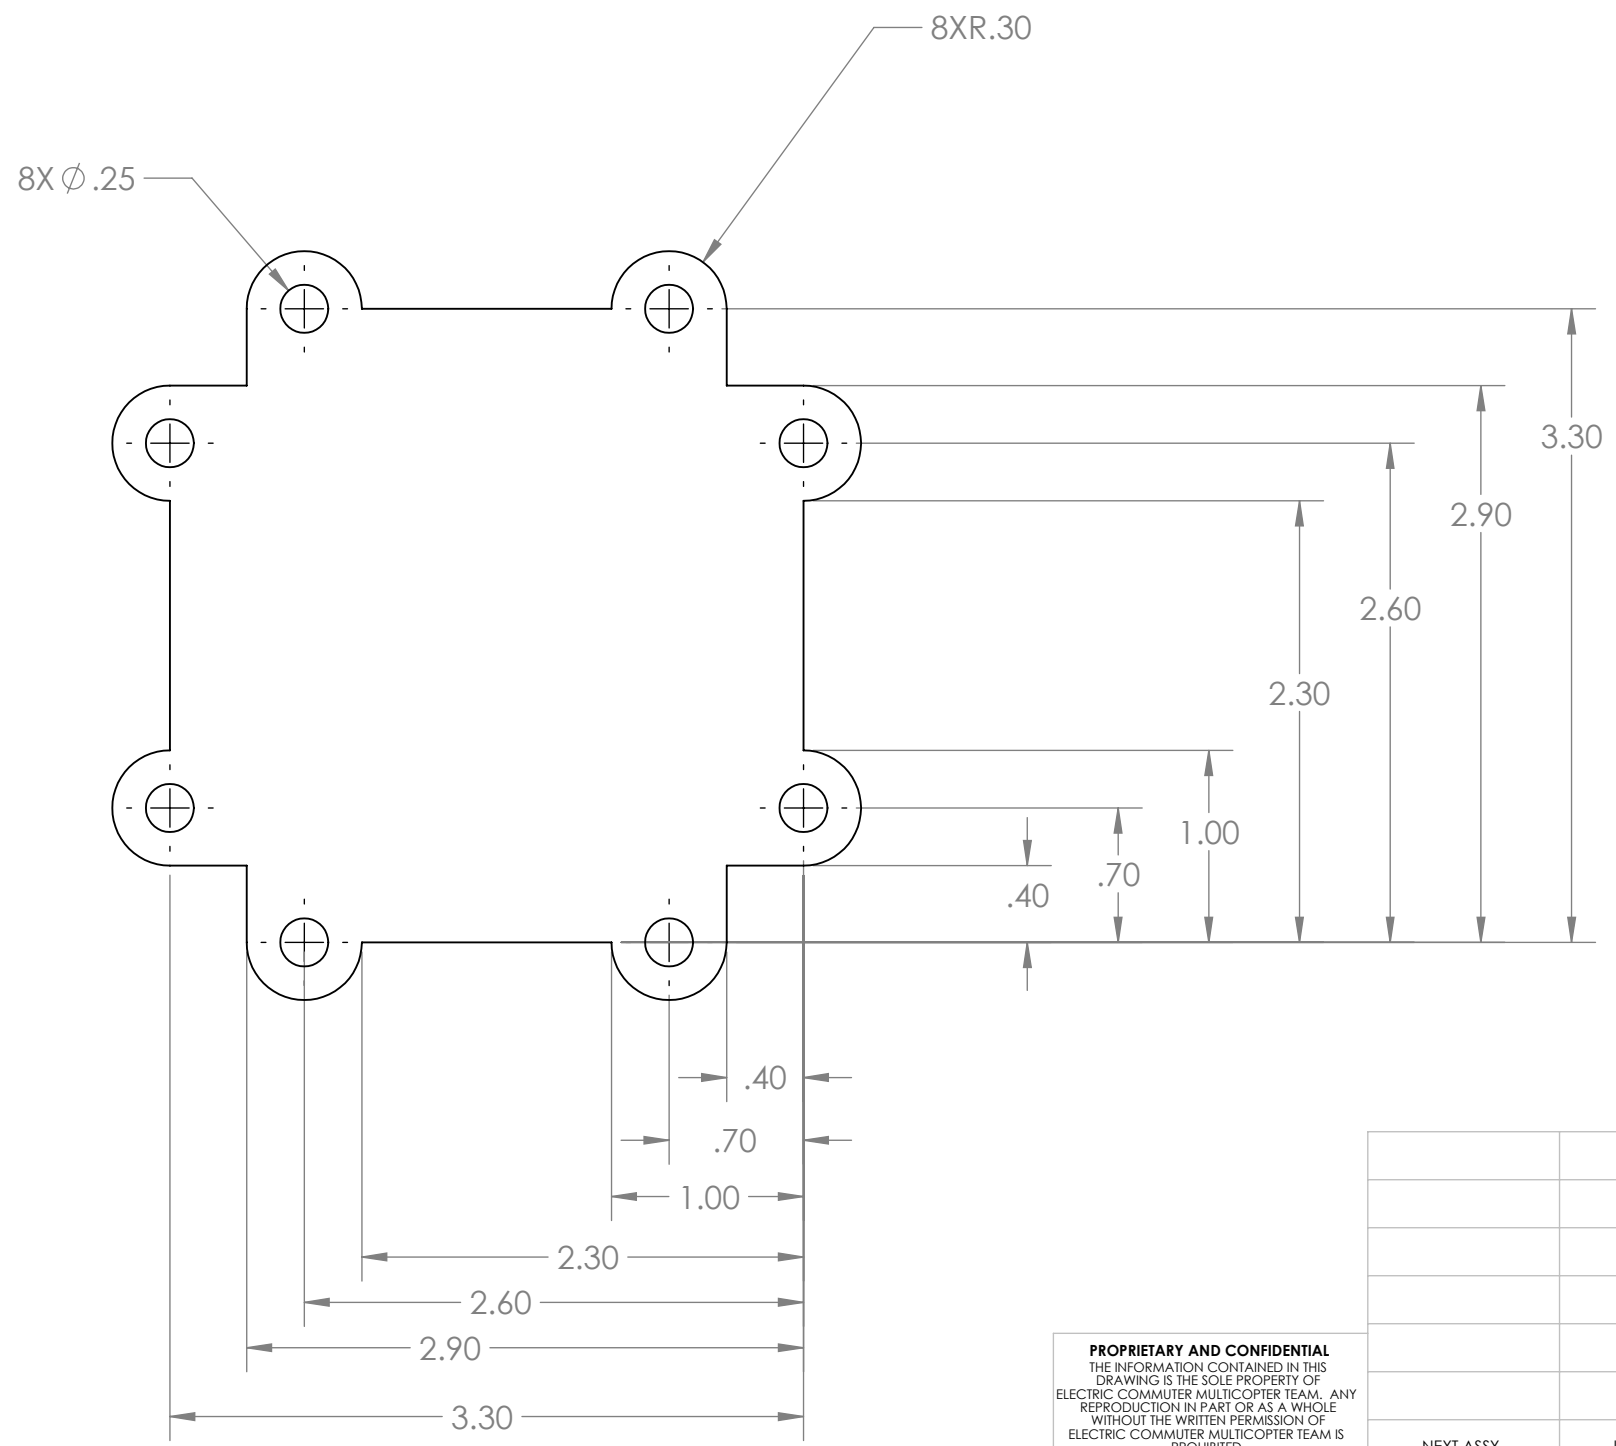 8XR.30
8X ∅ .25
3.30
2.90
2.60
2.30
1.00
.70
.40
.40
.70
1.00
2.30
2.60
2.90
3.30
PROPRIETARY AND CONFIDENTIAL
THE INFORMATION CONTAINED IN THIS
DRAWING IS THE SOLE PROPERTY OF
ELECTRIC COMMUTER MULTICOPTER TEAM. ANY
REPRODUCTION IN PART OR AS A WHOLE
WITHOUT THE WRITTEN PERMISSION OF
ELECTRIC COMMUTER MULTICOPTER TEAM IS
PROHIBITED.
NEXT ASSY